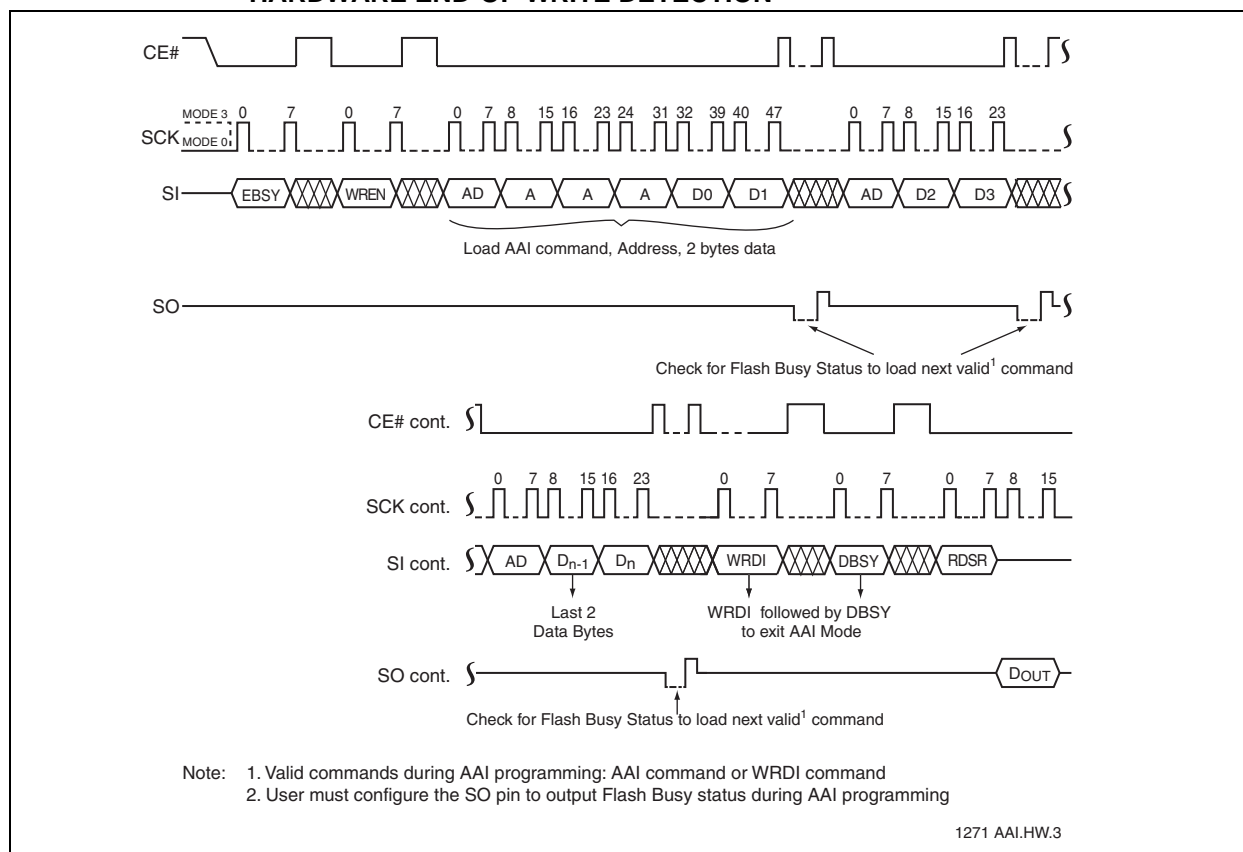 HARDWARE END-OF-WRITE DETECTION
CE#
MODE 3 0 7 0 7 0 7 8 15 16 23 24 31 32 39 40 47 0 7 8 15 16 23
SCK MODE 0
SI EBSY WREN AD A A A D0 D1 AD D2 D3
Load AAI command, Address, 2 bytes data
SO
Check for Flash Busy Status to load next valid1 command
CE# cont.
0 7 8 15 16 23 0 7 0 7 0 7 8 15
SCK cont.
SI cont. AD Dn-1 Dn WRDI DBSY RDSR
Last 2 WRDI followed by DBSY
Data Bytes to exit AAI Mode
SO cont. DOUT
Check for Flash Busy Status to load next valid1 command
Note: 1. Valid commands during AAI programming: AAI command or WRDI command
2. User must configure the SO pin to output Flash Busy status during AAI programming
1271 AAI.HW.3